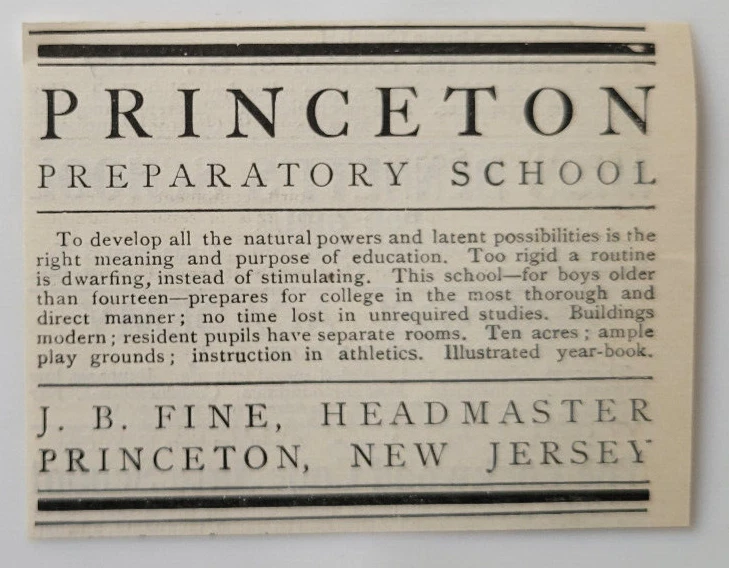 PRINCETON
PREPARATORY SCHOOL
To develop all the natural powers and latent possibilities is the
right meaning and purpose of education. Too rigid a routine
is dwarfing, instead of stimulating. This school—for boys older
than fourteen—prepares for college in the most thorough and
direct manner; no time lost in unrequired studies. Buildings
modern; resident pupils have separate rooms. Ten acres; ample
play grounds; instruction in athletics. Illustrated year-book.
J. B. FINE, HEADMASTER
PRINCETON, NEW JERSEY